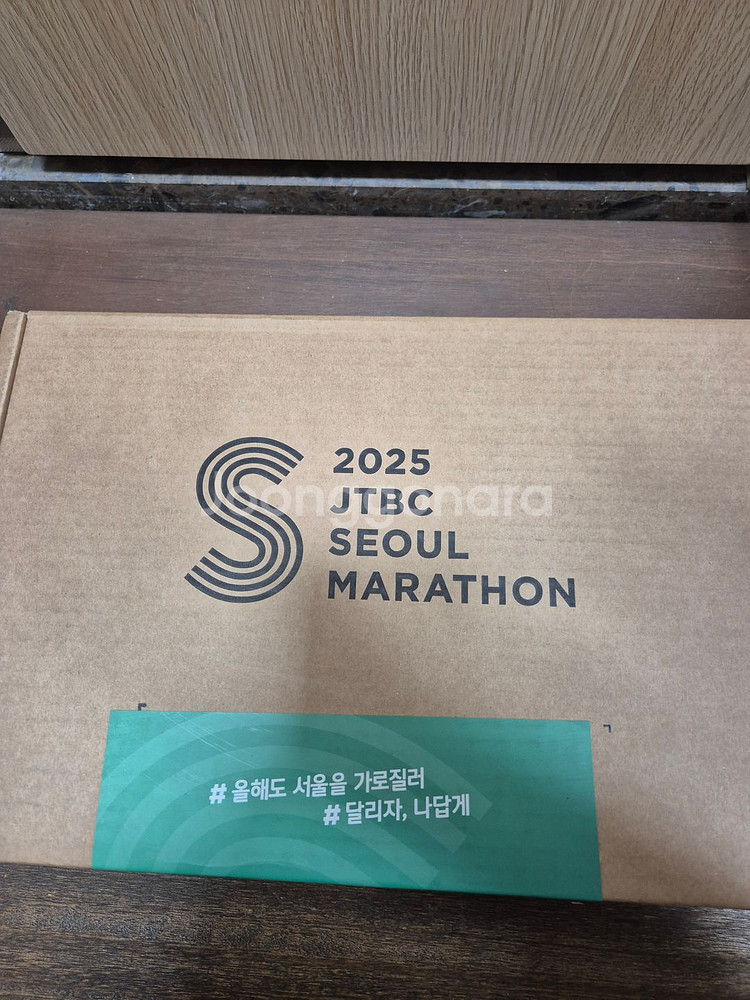 2025
JTBC
SEOUL
MARATHON
joonggonara
# 올해도 서울을 가로질러
# 달리자, 나답게